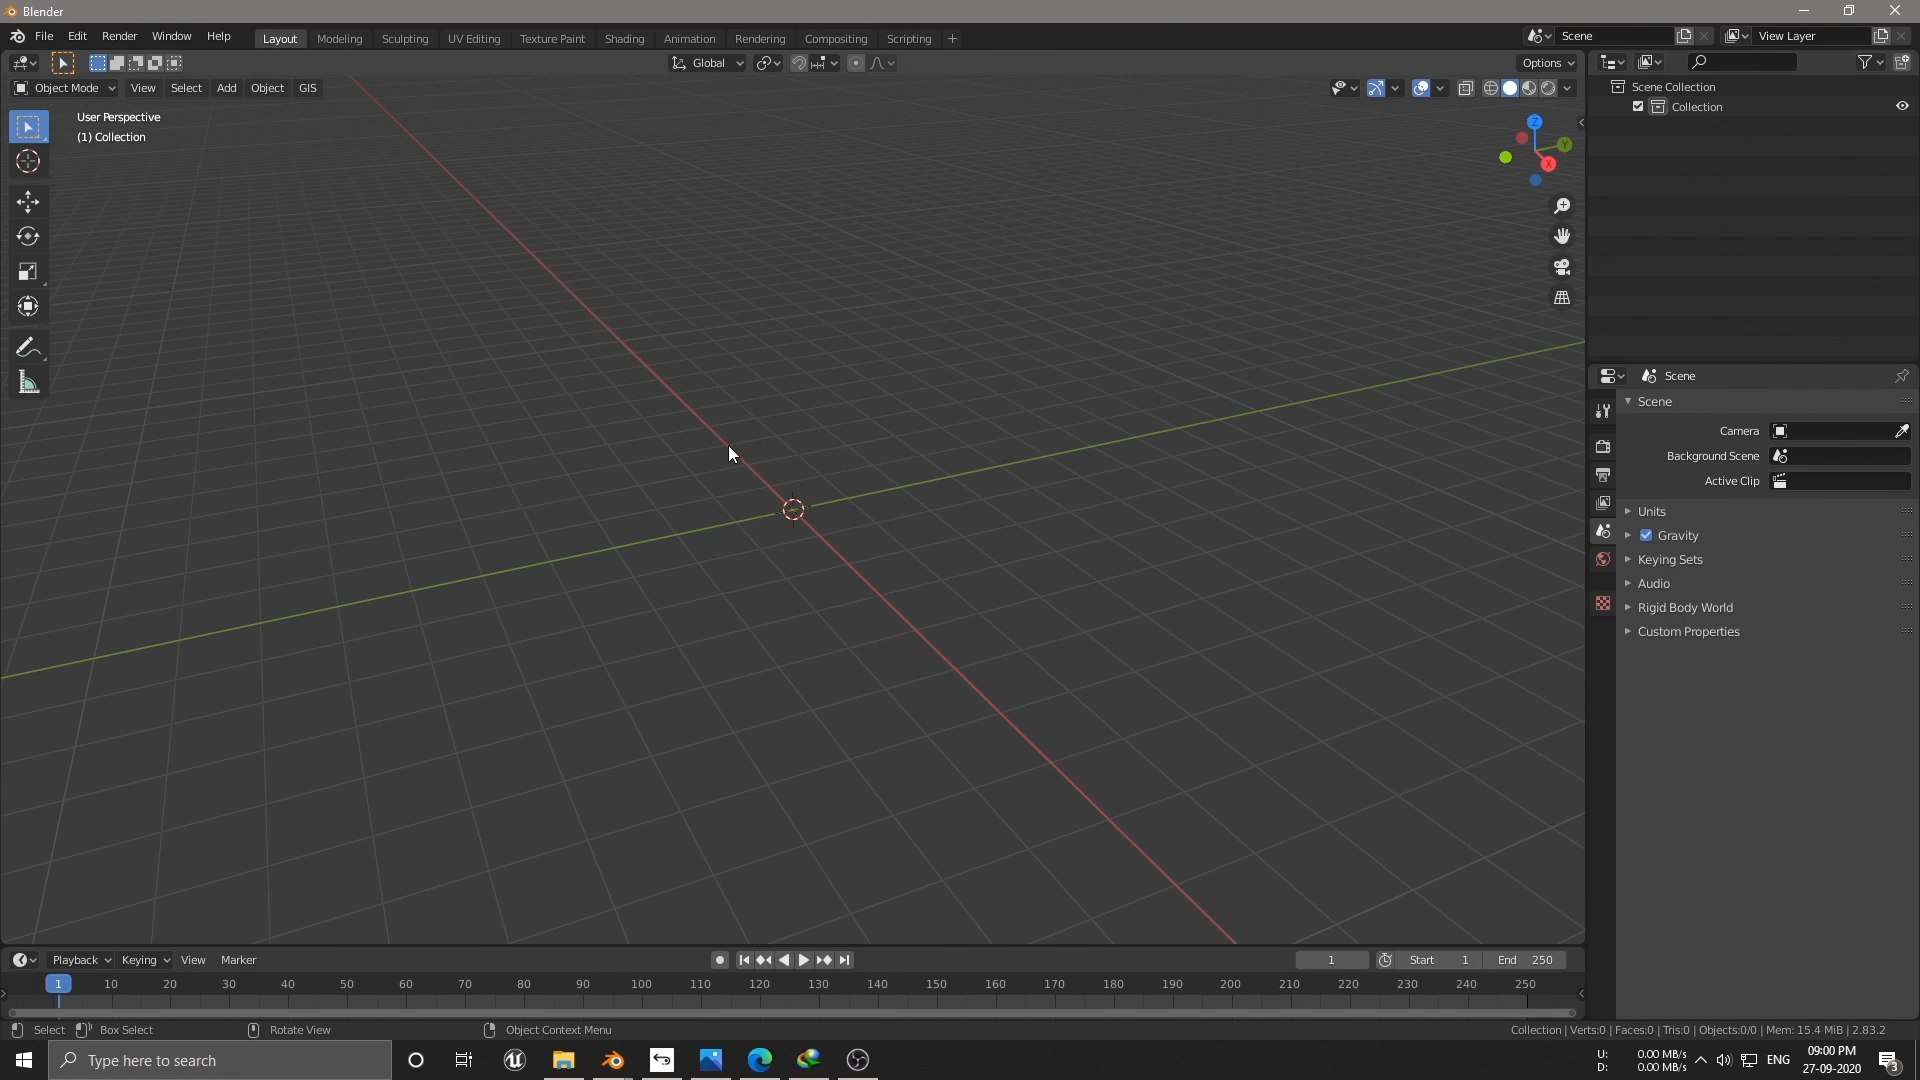 Blender
File Edit Render Window Help
Layout Modeling Sculpting UV Editing Texture Paint Shading Animation Rendering Compositing Scripting +
Scene
View Layer
Global
Options
Object Mode View Select Add Object GIS
User Perspective
(1) Collection
Z
Y
X
Scene Collection
Collection
Scene
Scene
Camera
Background Scene
Active Clip
Units
Gravity
Keying Sets
Audio
Rigid Body World
Custom Properties
Playback Keying View Marker
1
Start 1
End 250
1 10 20 30 40 50 60 70 80 90 100 110 120 130 140 150 160 170 180 190 200 210 220 230 240 250
Select Box Select Rotate View Object Context Menu
Collection | Verts:0 | Faces:0 | Tris:0 | Objects:0/0 | Mem: 15.4 MiB | 2.83.2
Type here to search
U: 0.00 MB/s
D: 0.00 MB/s
ENG
09:00 PM
27-09-2020
3